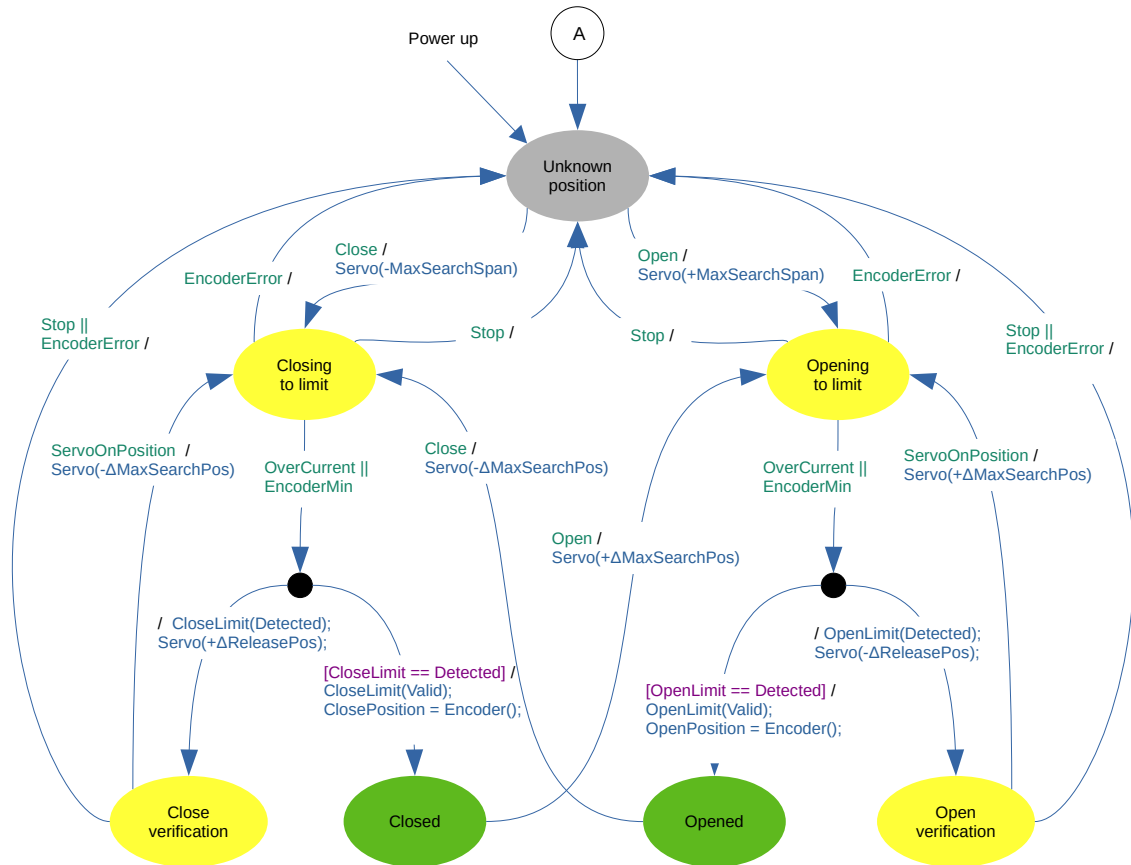 A
Power up
Unknown
position
Close /
Servo(-MaxSearchSpan)
Open /
Servo(+MaxSearchSpan)
EncoderError /
EncoderError /
Stop ||
EncoderError /
Stop /
Stop /
Stop ||
EncoderError /
Closing
to limit
Opening
to limit
ServoOnPosition /
Servo(-ΔMaxSearchPos)
OverCurrent ||
EncoderMin
Close /
Servo(-ΔMaxSearchPos)
OverCurrent ||
EncoderMin
ServoOnPosition /
Servo(+ΔMaxSearchPos)
Open /
Servo(+ΔMaxSearchPos)
/ CloseLimit(Detected);
Servo(+ΔReleasePos);
/ OpenLimit(Detected);
Servo(-ΔReleasePos);
[CloseLimit == Detected] /
CloseLimit(Valid);
ClosePosition = Encoder();
[OpenLimit == Detected] /
OpenLimit(Valid);
OpenPosition = Encoder();
Close
verification
Closed
Opened
Open
verification